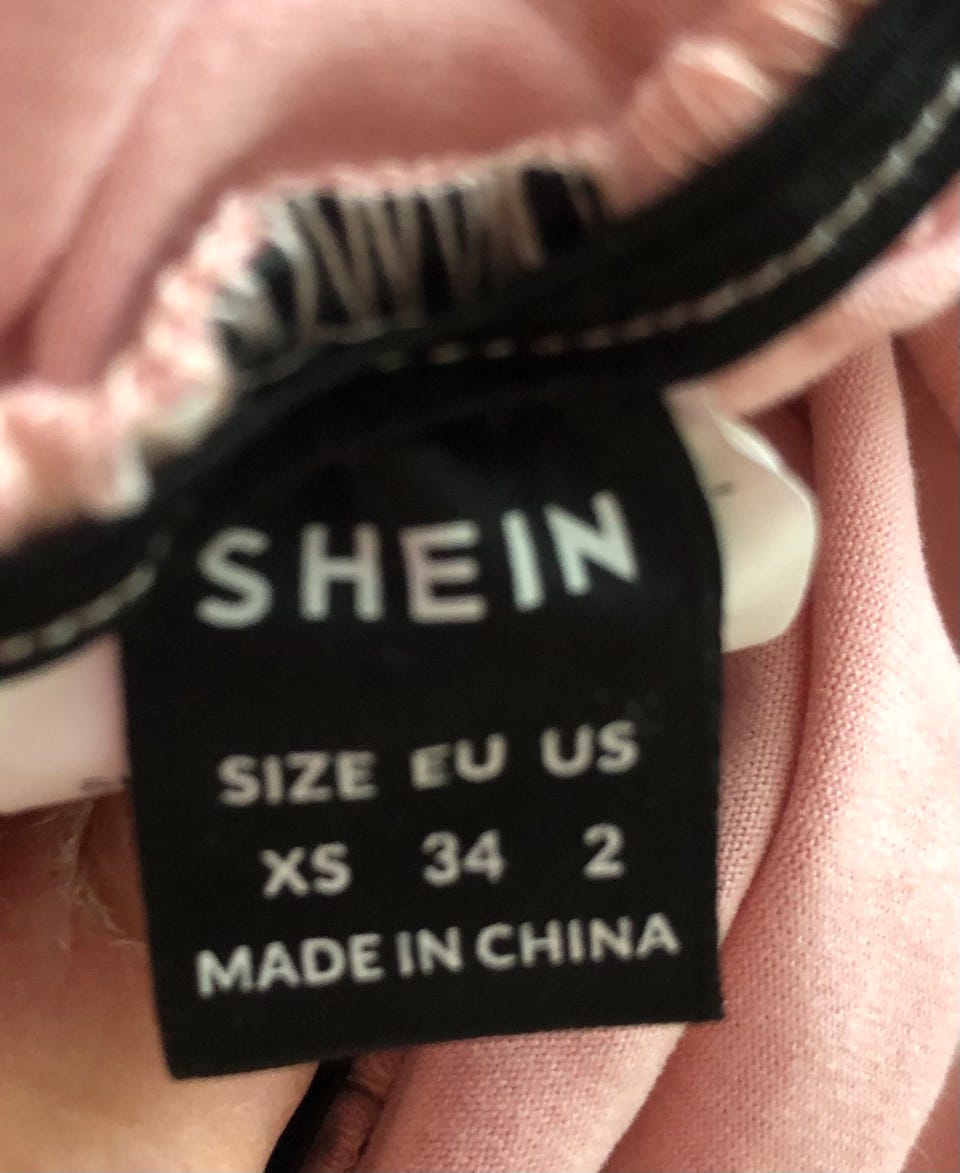 SHEIN
SIZE EU US
XS 34 2
MADE IN CHINA